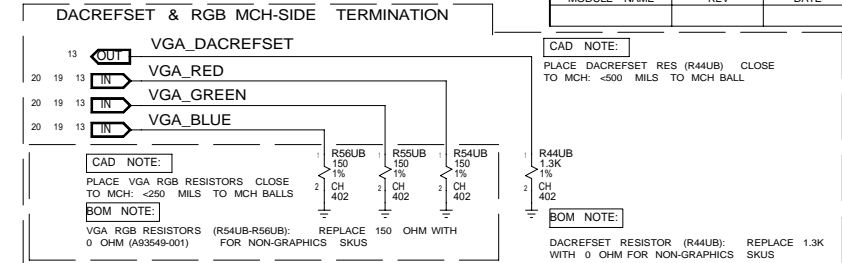 MODULE NAME REV DATE
DACREFSET & RGB MCH-SIDE TERMINATION
13 OUT VGA_DACREFSET
20 19 13 IN VGA_RED
20 19 13 IN VGA_GREEN
20 19 13 IN VGA_BLUE
CAD NOTE:
PLACE DACREFSET RES (R44UB) CLOSE
TO MCH: <500 MILS TO MCH BALL
CAD NOTE:
PLACE VGA RGB RESISTORS CLOSE
TO MCH: <250 MILS TO MCH BALLS
BOM NOTE:
VGA RGB RESISTORS (R54UB-R56UB): REPLACE 150 OHM WITH
0 OHM (A93549-001) FOR NON-GRAPHICS SKUS
1 R56UB
150
1%
2 CH
402
1 R55UB
150
1%
2 CH
402
1 R54UB
150
1%
2 CH
402
1 R44UB
1.3K
1%
2 CH
402
BOM NOTE:
DACREFSET RESISTOR (R44UB): REPLACE 1.3K
WITH 0 OHM FOR NON-GRAPHICS SKUS